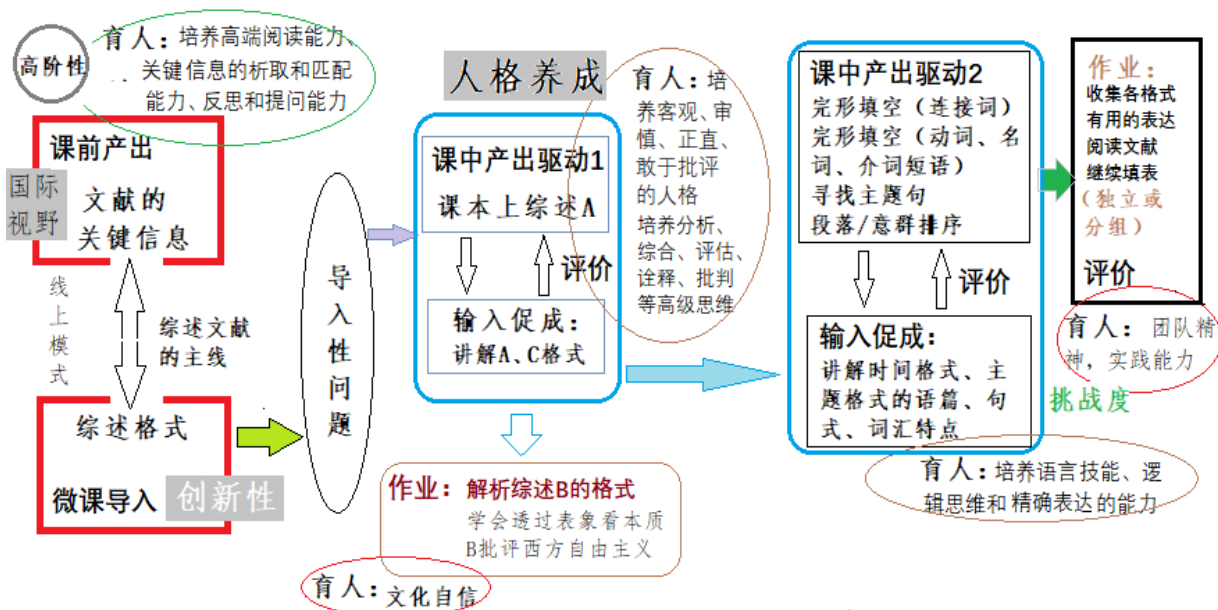 高阶性
育人：培养高端阅读能力、
关键信息的析取和匹配
能力、反思和提问能力
课前产出
国际
视野
文献的
关键信息
线上模式
综述文献
的主线
综述格式
微课导入
创新性
导入性问题
人格养成
课中产出驱动1
课本上综述A
评价
输入促成：
讲解A、C格式
育人：培
养客观、审
慎、正直、
敢于批评
的人格
培养分析、
综合、评估、
诠释、批判
等高级思维
作业：解析综述B的格式
学会透过表象看本质
B批评西方自由主义
育人：文化自信
课中产出驱动2
完形填空（连接词）
完形填空（动词、名
词、介词短语）
寻找主题句
段落/意群排序
评价
输入促成：
讲解时间格式、主
题格式的语篇、句
式、词汇特点
育人：培养语言技能、逻
辑思维和精确表达的能力
作业：
收集各格式
有用的表达
阅读文献
继续填表
（独立或
分组）
评价
育人：团队精
神，实践能力
挑战度